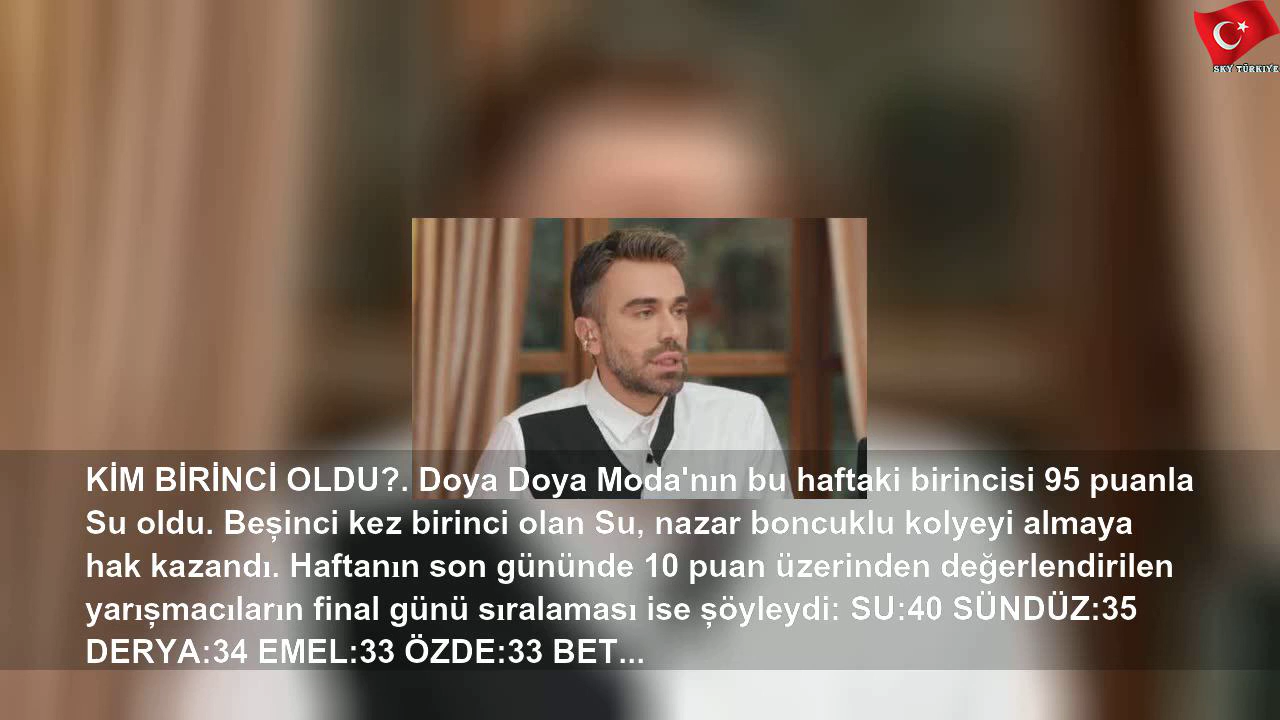 SKY TÜRKIYE
KİM BİRİNCİ OLDU?. Doya Doya Moda'nın bu haftaki birincisi 95 puanla
Su oldu. Beşinci kez birinci olan Su, nazar boncuklu kolyeyi almaya
hak kazandı. Haftanın son gününde 10 puan üzerinden değerlendirilen
yarışmacıların final günü sıralaması ise şöyleydi: SU:40 SÜNDÜZ:35
DERYA:34 EMEL:33 ÖZDE:33 BET...